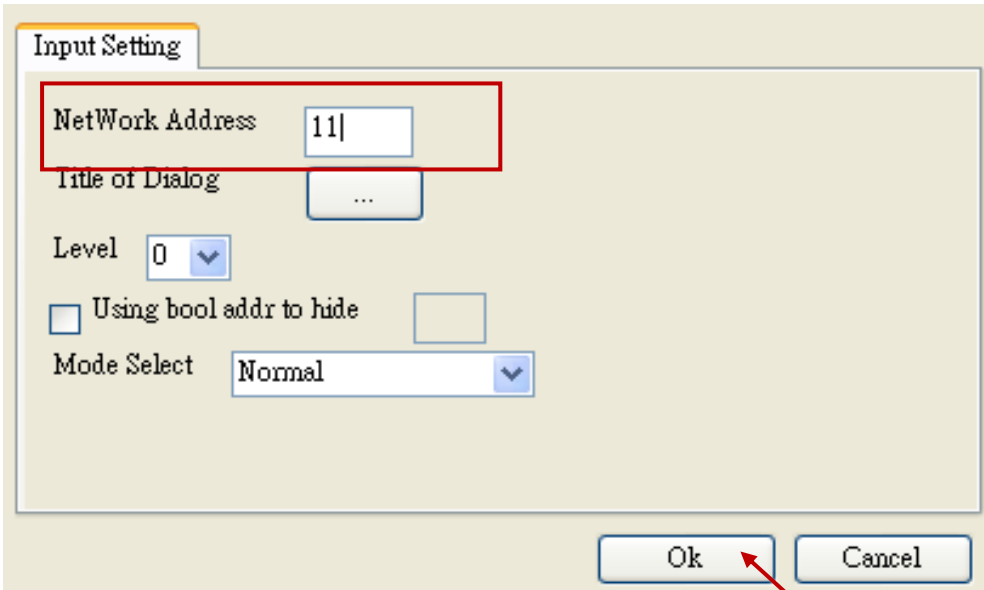 Input Setting
NetWork Address 11
Title of Dialog ...
Level 0
Using bool addr to hide
Mode Select Normal
Ok Cancel